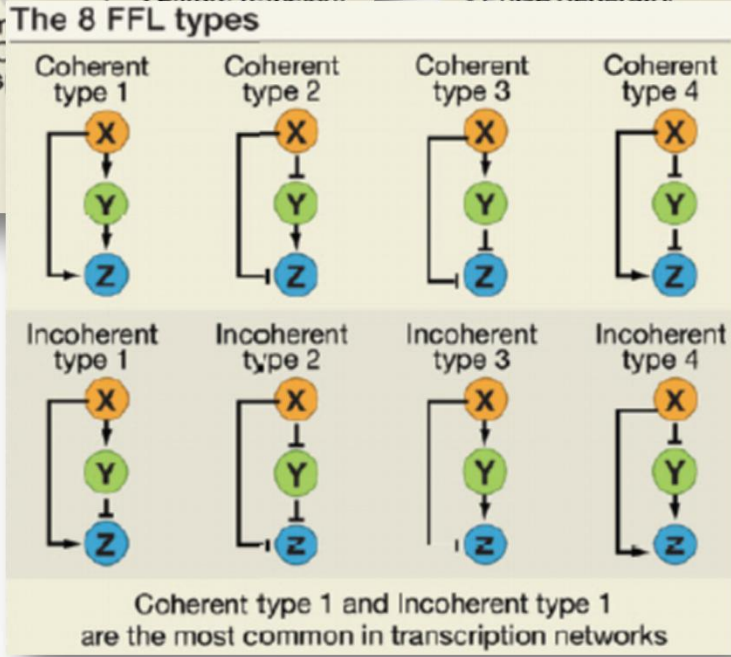 The 8 FFL types
Coherent
type 1
Coherent
type 2
Coherent
type 3
Coherent
type 4
X
X
X
X
Y
Y
Y
Y
Z
Z
Z
Z
Incoherent
type 1
Incoherent
type 2
Incoherent
type 3
Incoherent
type 4
X
X
X
X
Y
Y
Y
Y
Z
Z
Z
Z
Coherent type 1 and Incoherent type 1
are the most common in transcription networks